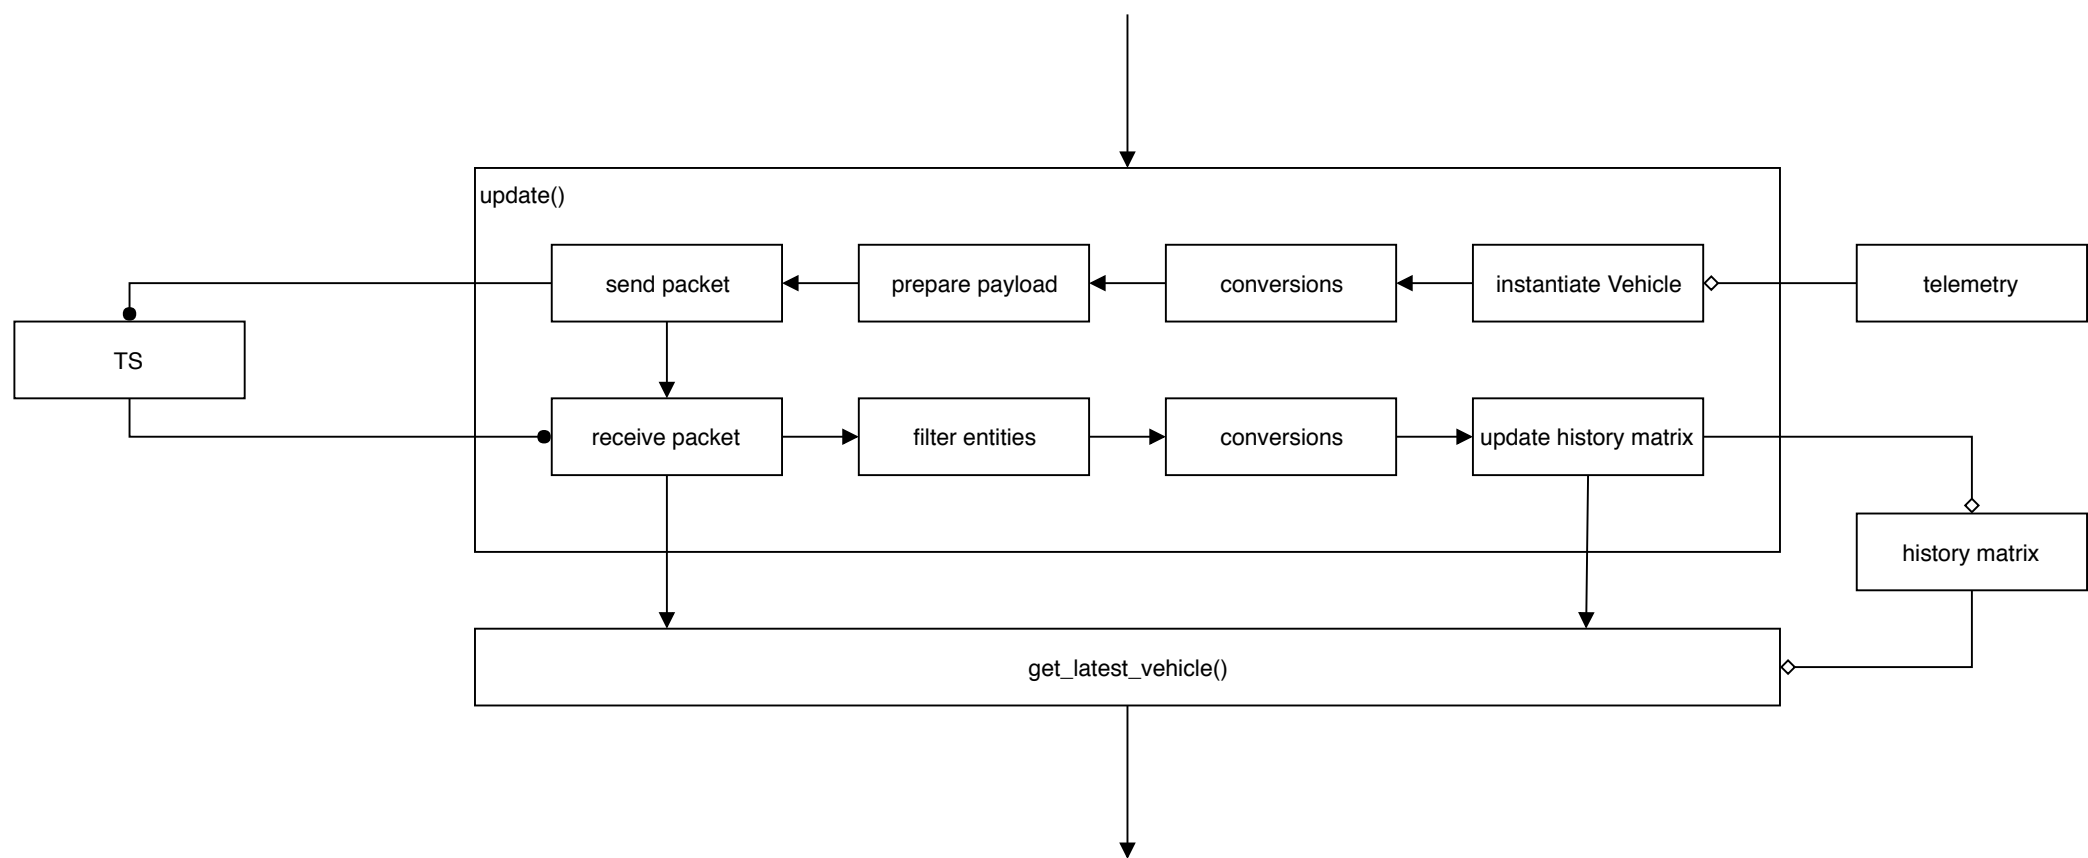 update()
send packet
prepare payload
conversions
instantiate Vehicle
telemetry
TS
receive packet
filter entities
conversions
update history matrix
history matrix
get_latest_vehicle()